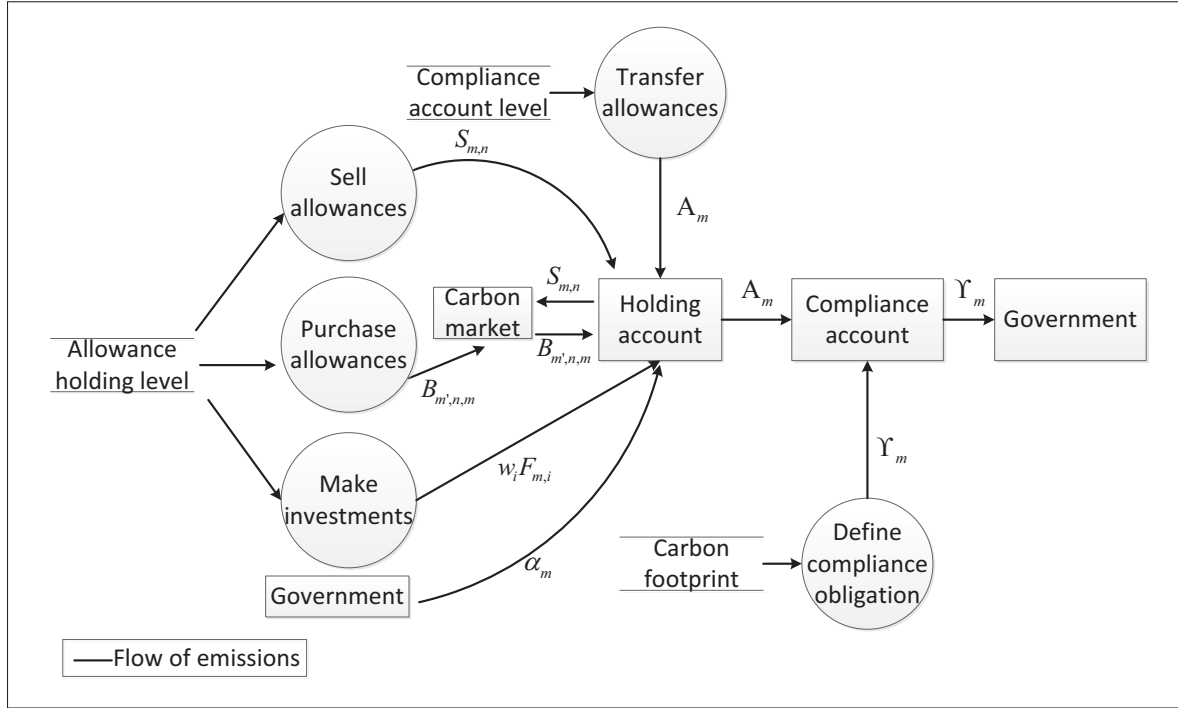 Compliance
account level
Transfer
allowances
S_{m,n}
Sell
allowances
A_m
S_{m,n}
Carbon
market
Holding
account
A_m
Compliance
account
ϒ_m
Government
Purchase
allowances
B_{m',n,m}
Allowance
holding level
B_{m',n,m}
ϒ_m
w_i F_{m,i}
Make
investments
Carbon
footprint
Define
compliance
obligation
α_m
Government
Flow of emissions